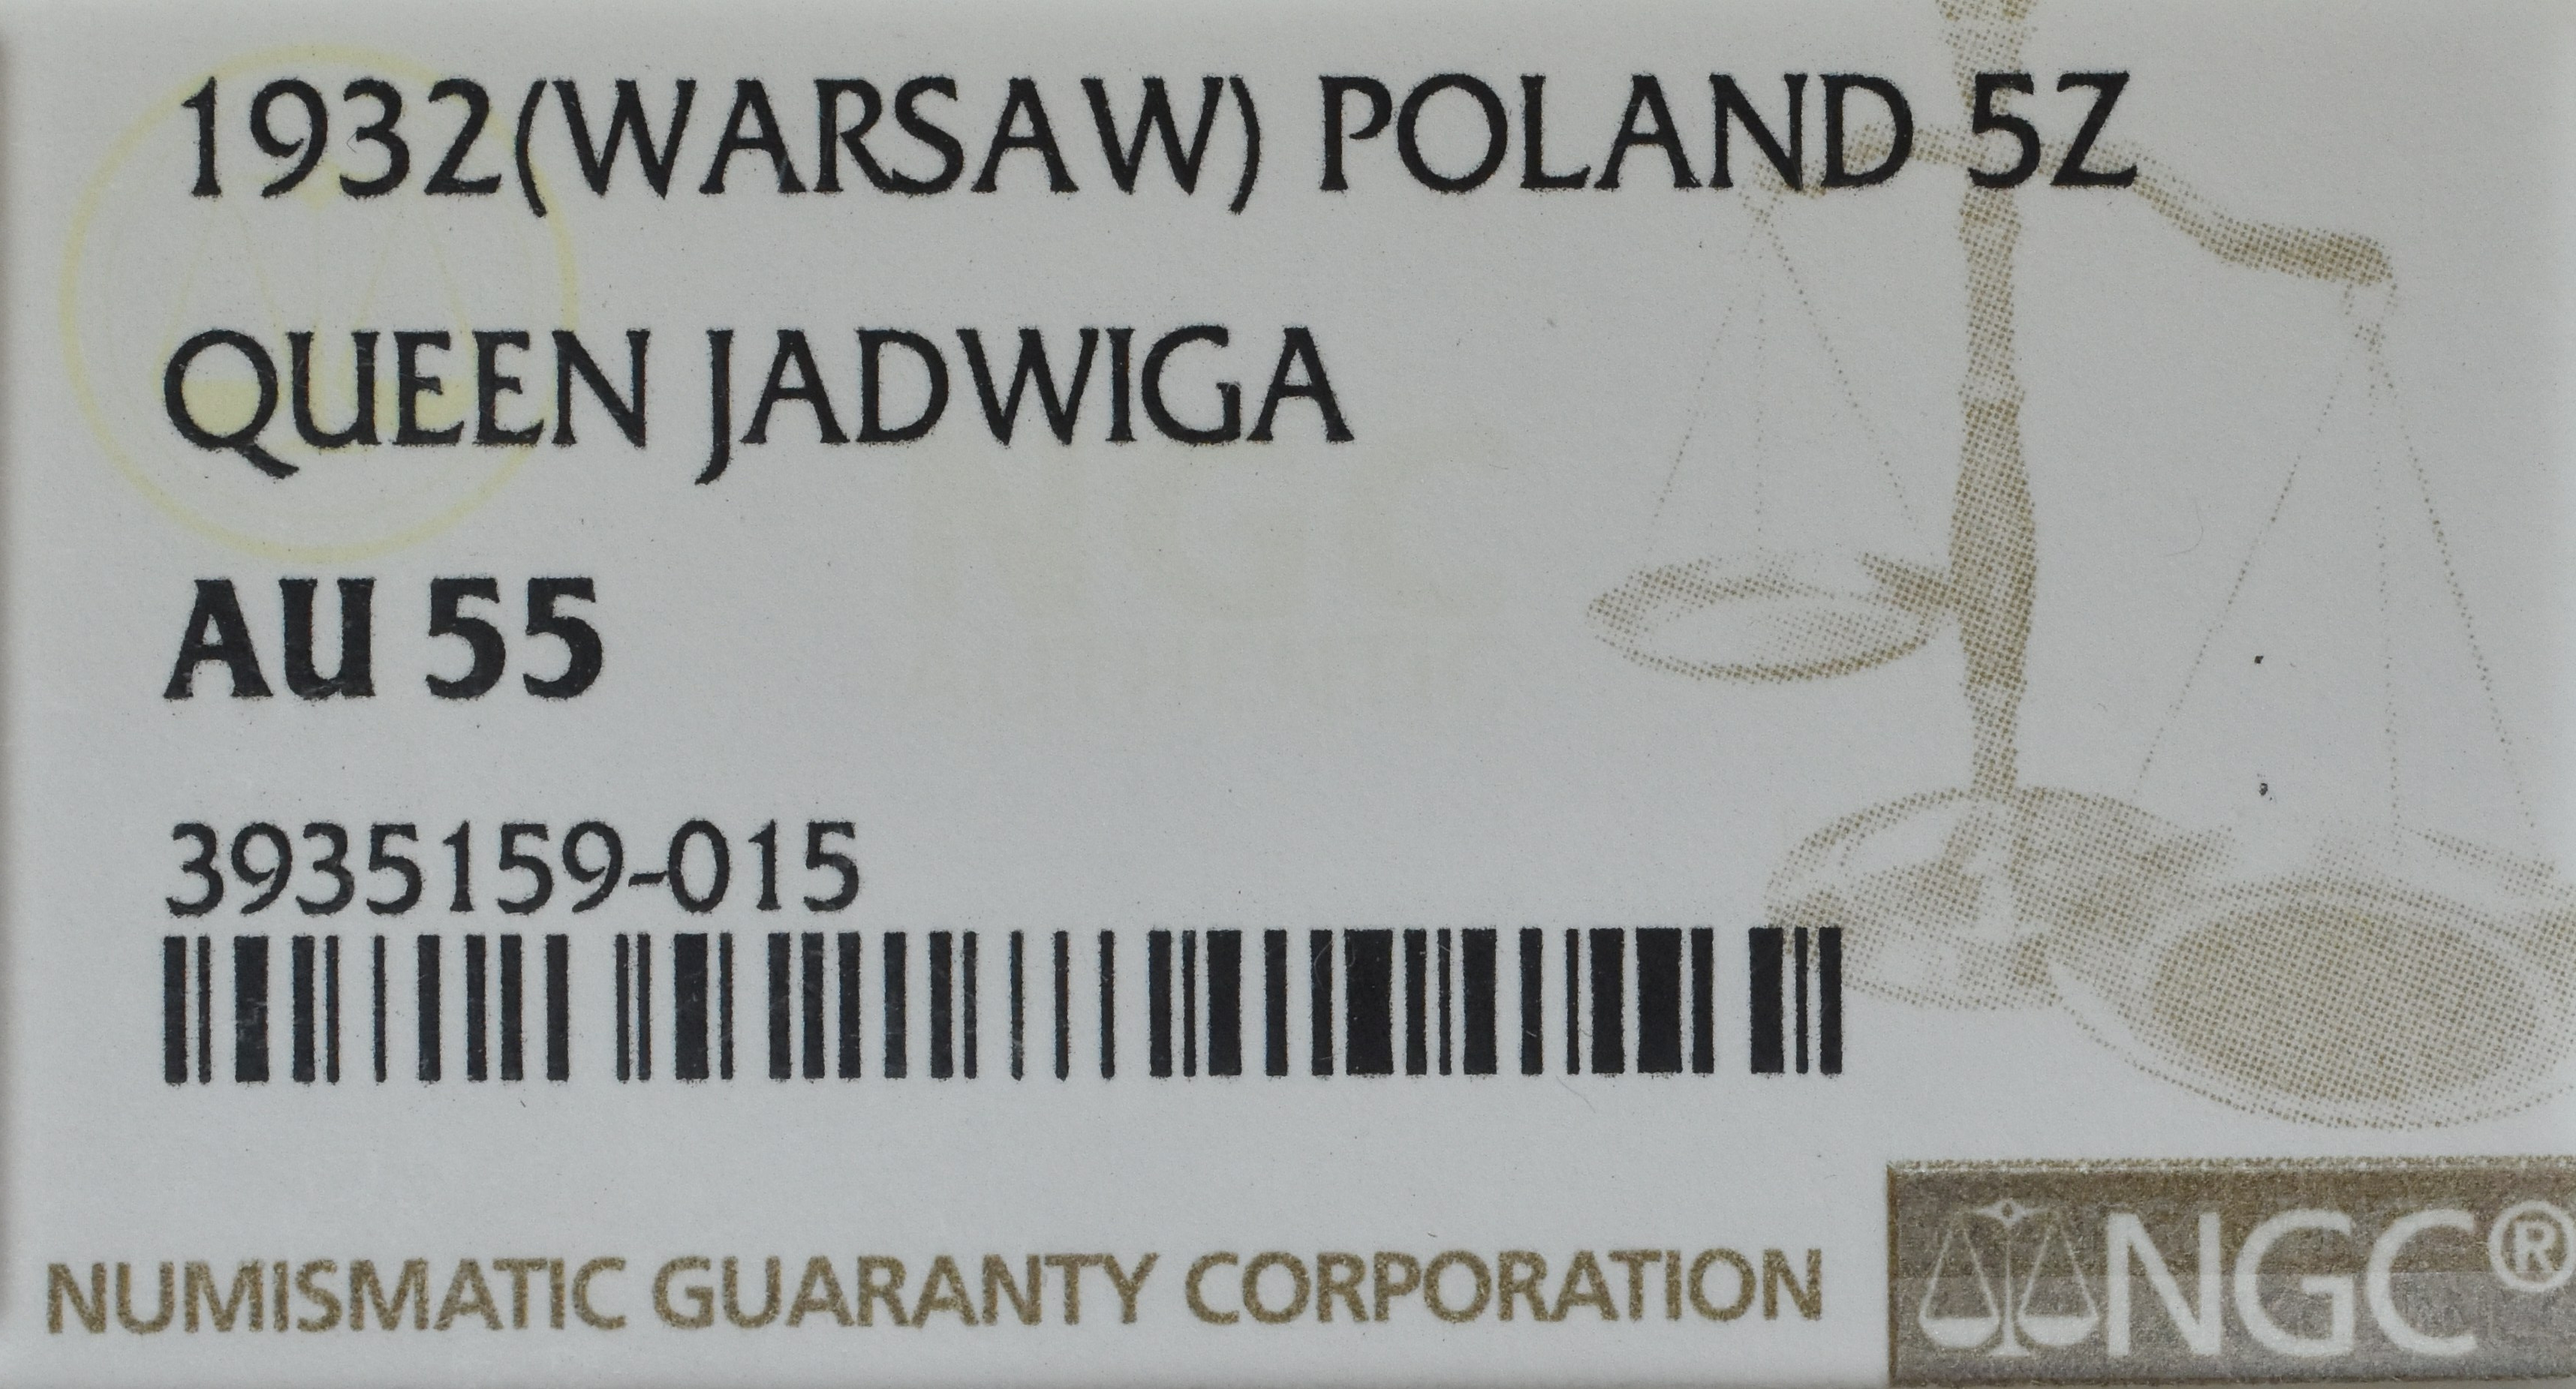 1932(WARSAW) POLAND 5Z
QUEEN JADWIGA
AU 55
3935159-015
NUMISMATIC GUARANTY CORPORATION
NGC®